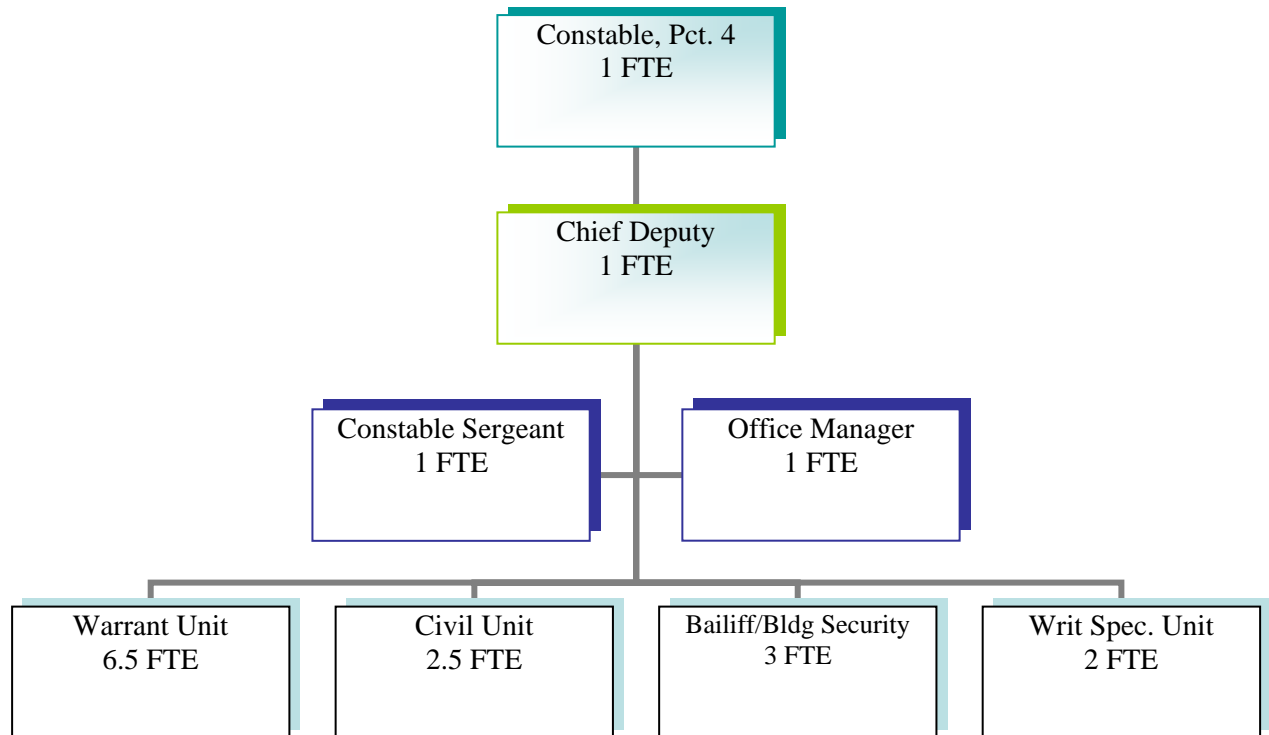 Constable, Pct. 4
1 FTE
Chief Deputy
1 FTE
Constable Sergeant
1 FTE
Office Manager
1 FTE
Warrant Unit
6.5 FTE
Civil Unit
2.5 FTE
Bailiff/Bldg Security
3 FTE
Writ Spec. Unit
2 FTE